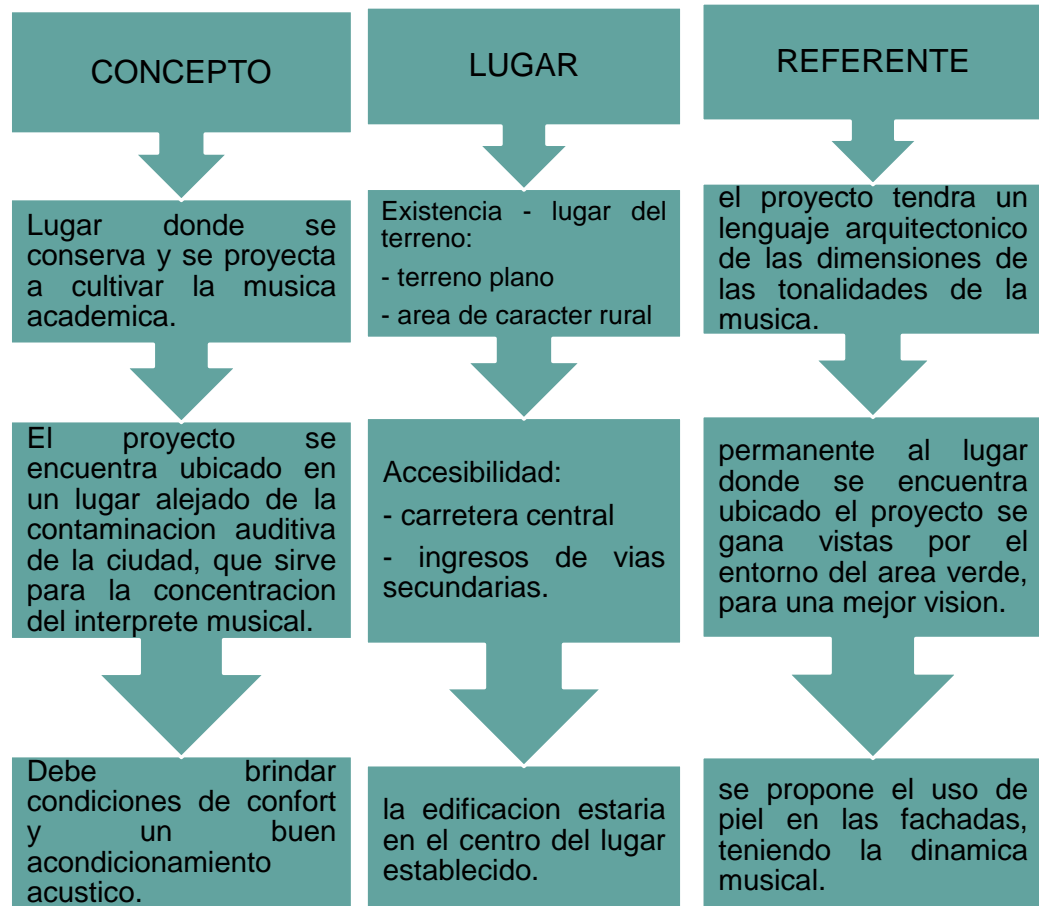 CONCEPTO
Lugar donde se
conserva y se proyecta
a cultivar la musica
academica.
El proyecto se
encuentra ubicado en
un lugar alejado de la
contaminacion auditiva
de la ciudad, que sirve
para la concentracion
del interprete musical.
Debe brindar
condiciones de confort
y un buen
acondicionamiento
acustico.
LUGAR
Existencia - lugar del
terreno:
- terreno plano
- area de caracter rural
Accesibilidad:
- carretera central
- ingresos de vias
secundarias.
la edificacion estaria
en el centro del lugar
establecido.
REFERENTE
el proyecto tendra un
lenguaje arquitectonico
de las dimensiones de
las tonalidades de la
musica.
permanente al lugar
donde se encuentra
ubicado el proyecto se
gana vistas por el
entorno del area verde,
para una mejor vision.
se propone el uso de
piel en las fachadas,
teniendo la dinamica
musical.